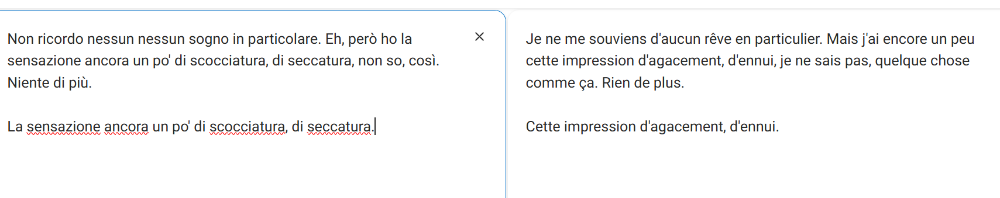 Non ricordo nessun nessun sogno in particolare. Eh, però ho la
sensazione ancora un po' di scocciatura, di seccatura, non so, così.
Niente di più.
La sensazione ancora un po' di scocciatura, di seccatura.
Je ne me souviens d'aucun rêve en particulier. Mais j'ai encore un peu
cette impression d'agacement, d'ennui, je ne sais pas, quelque chose
comme ça. Rien de plus.
Cette impression d'agacement, d'ennui.